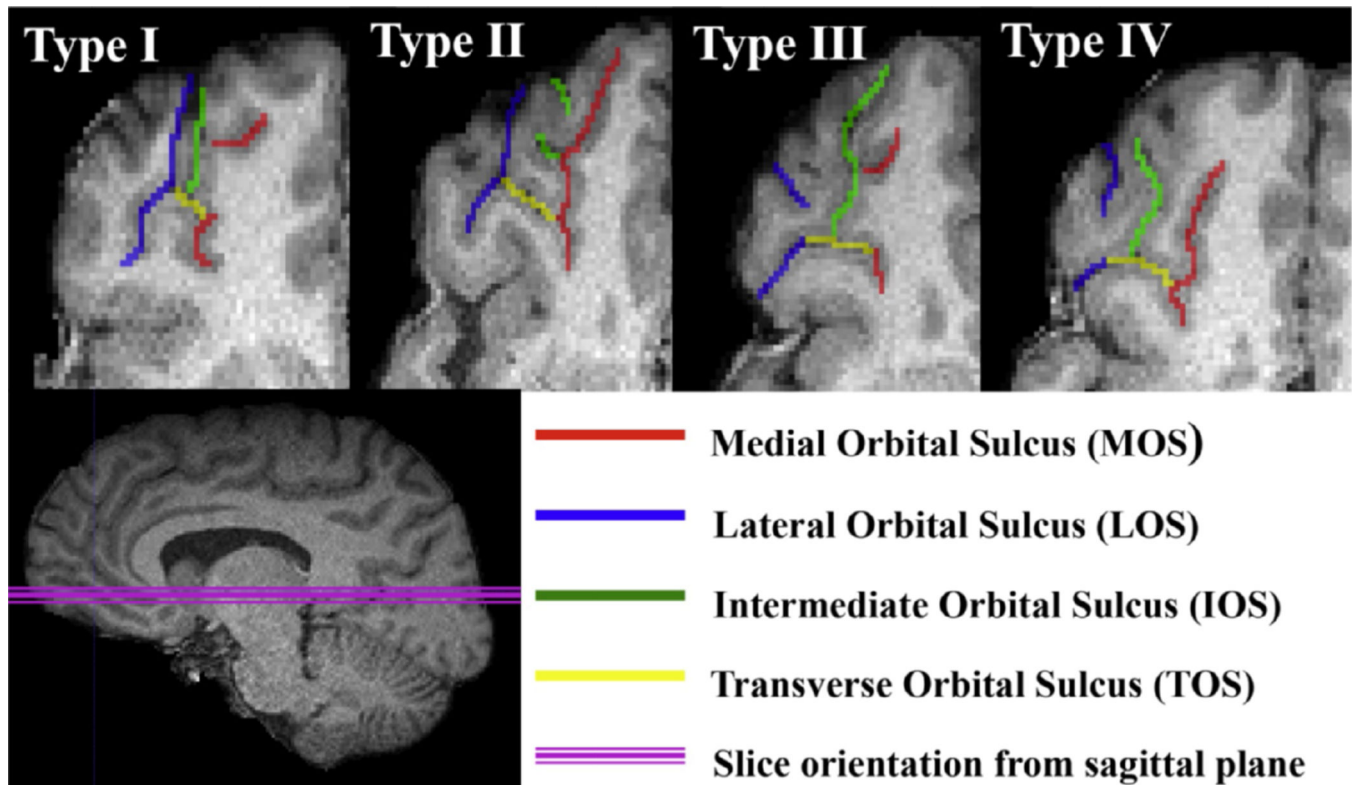 Type I
Type II
Type III
Type IV
Medial Orbital Sulcus (MOS)
Lateral Orbital Sulcus (LOS)
Intermediate Orbital Sulcus (IOS)
Transverse Orbital Sulcus (TOS)
Slice orientation from sagittal plane